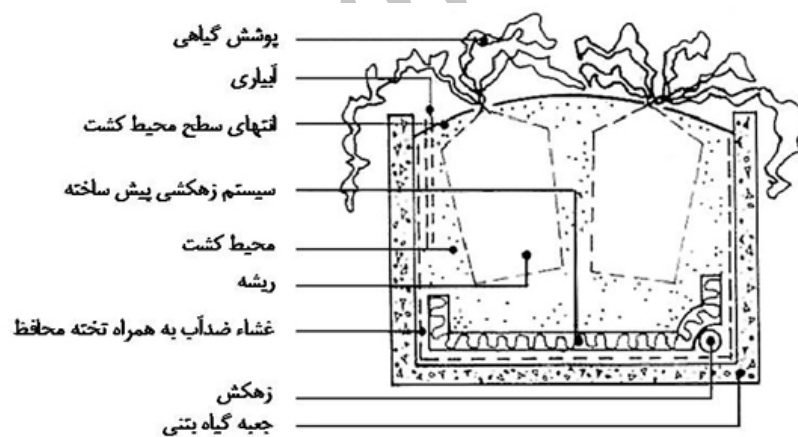 پوشش گیاهی
آبیاری
انتهای سطح محیط کشت
سیستم زهکشی پیش ساخته
محیط کشت
ریشه
غشاء ضدآب به همراه تخته محافظ
زهکش
جعبه گیاه بتنی